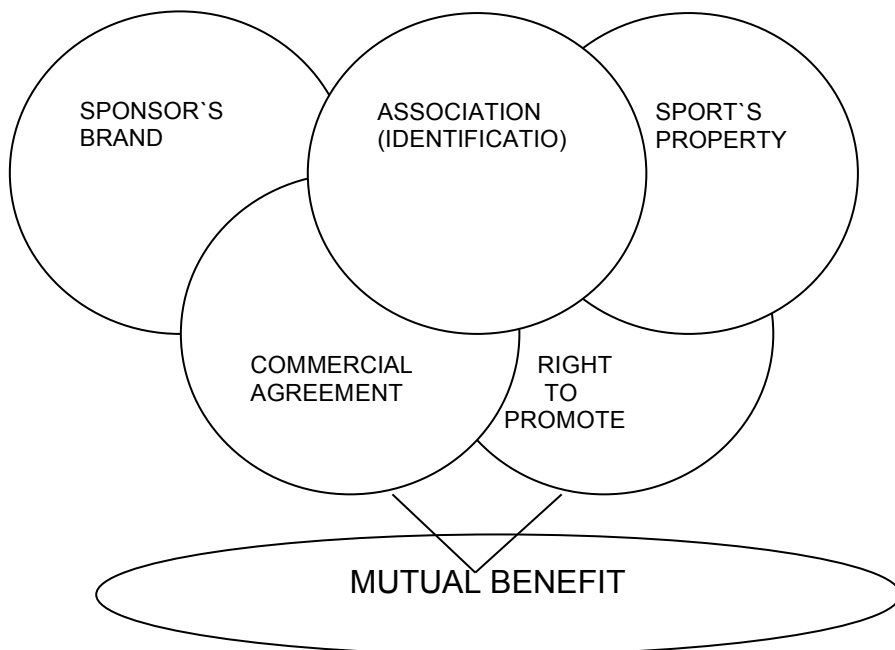 SPONSOR`S
BRAND
ASSOCIATION
(IDENTIFICATIO)
SPORT`S
PROPERTY
COMMERCIAL
AGREEMENT
RIGHT
TO
PROMOTE
MUTUAL BENEFIT